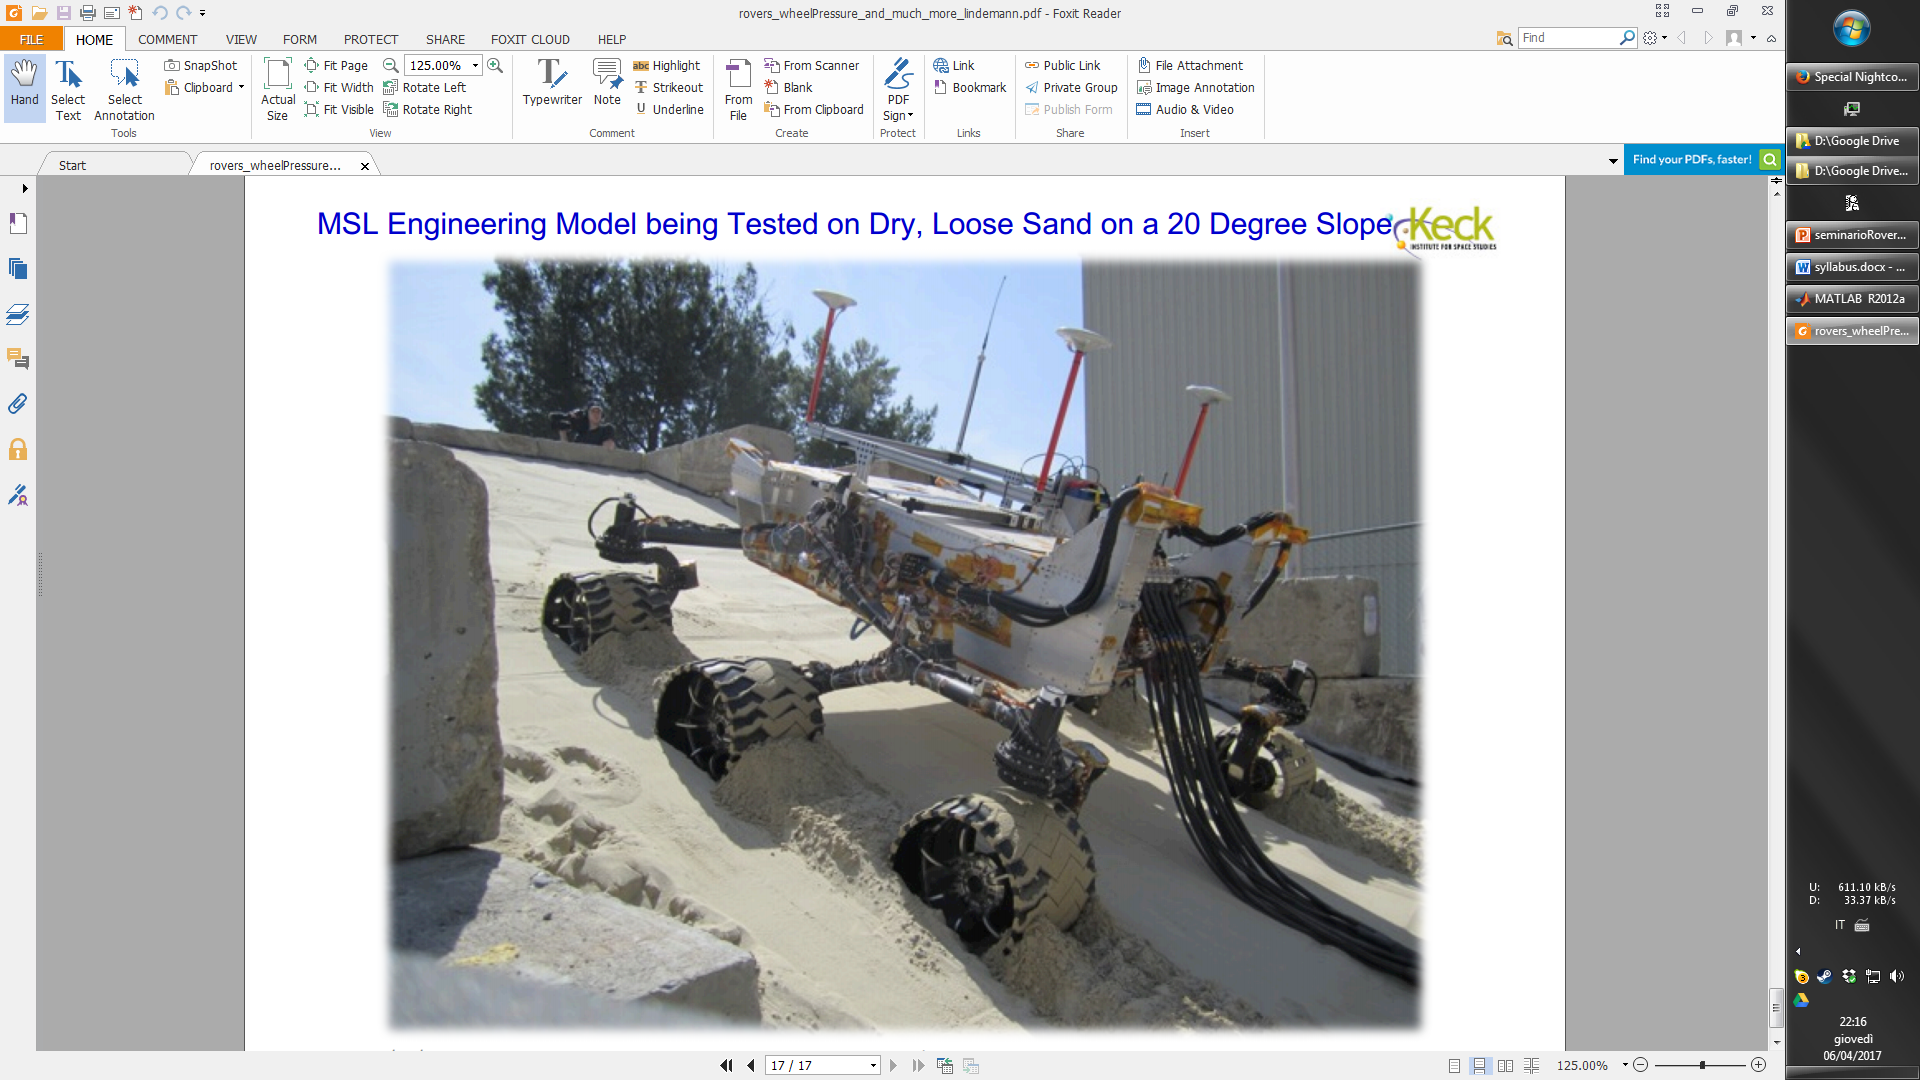 rovers_wheelPressure_and_much_more_lindemann.pdf - Foxit Reader
FILE HOME COMMENT VIEW FORM PROTECT SHARE FOXIT CLOUD HELP
Find
Hand
Select Text
Select Annotation
SnapShot
Clipboard
Tools
Actual Size
Fit Page
Fit Width
Fit Visible
125.00%
Rotate Left
Rotate Right
View
Typewriter
Note
abc Highlight
T Strikeout
U Underline
Comment
From File
From Scanner
Blank
From Clipboard
Create
PDF Sign
Protect
Link
Bookmark
Links
Public Link
Private Group
Publish Form
Share
File Attachment
Image Annotation
Audio & Video
Insert
Start
rovers_wheelPressure...
Find your PDFs, faster!
MSL Engineering Model being Tested on Dry, Loose Sand on a 20 Degree Slope
Keck
INSTITUTE FOR SPACE STUDIES
17 / 17
125.00%
Special Nightco...
D:\Google Drive
D:\Google Drive...
seminarioRover...
syllabus.docx - ...
MATLAB R2012a
rovers_wheelPre...
U: 611.10 kB/s
D: 33.37 kB/s
IT
22:16
giovedì
06/04/2017